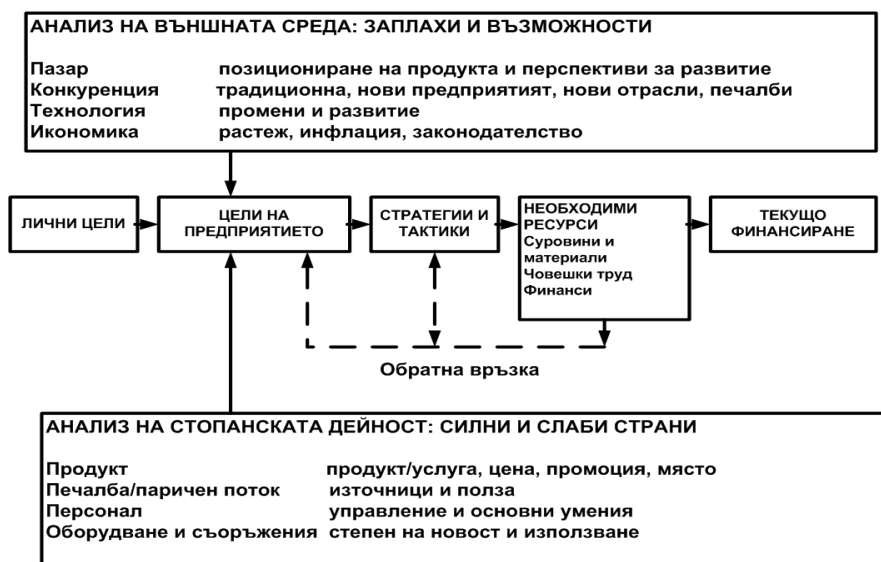 АНАЛИЗ НА ВЪНШНАТА СРЕДА: ЗАПЛАХИ И ВЪЗМОЖНОСТИ
Пазар позициониране на продукта и перспективи за развитие
Конкуренция традиционна, нови предприятият, нови отрасли, печалби
Технология промени и развитие
Икономика растеж, инфлация, законодателство
ЛИЧНИ ЦЕЛИ
ЦЕЛИ НА
ПРЕДПРИЯТИЕТО
СТРАТЕГИИ И
ТАКТИКИ
НЕОБХОДИМИ
РЕСУРСИ
Суровини и
материали
Човешки труд
Финанси
ТЕКУЩО
ФИНАНСИРАНЕ
Обратна връзка
АНАЛИЗ НА СТОПАНСКАТА ДЕЙНОСТ: СИЛНИ И СЛАБИ СТРАНИ
Продукт продукт/услуга, цена, промоция, място
Печалба/паричен поток източници и полза
Персонал управление и основни умения
Оборудване и съоръжения степен на новост и използване